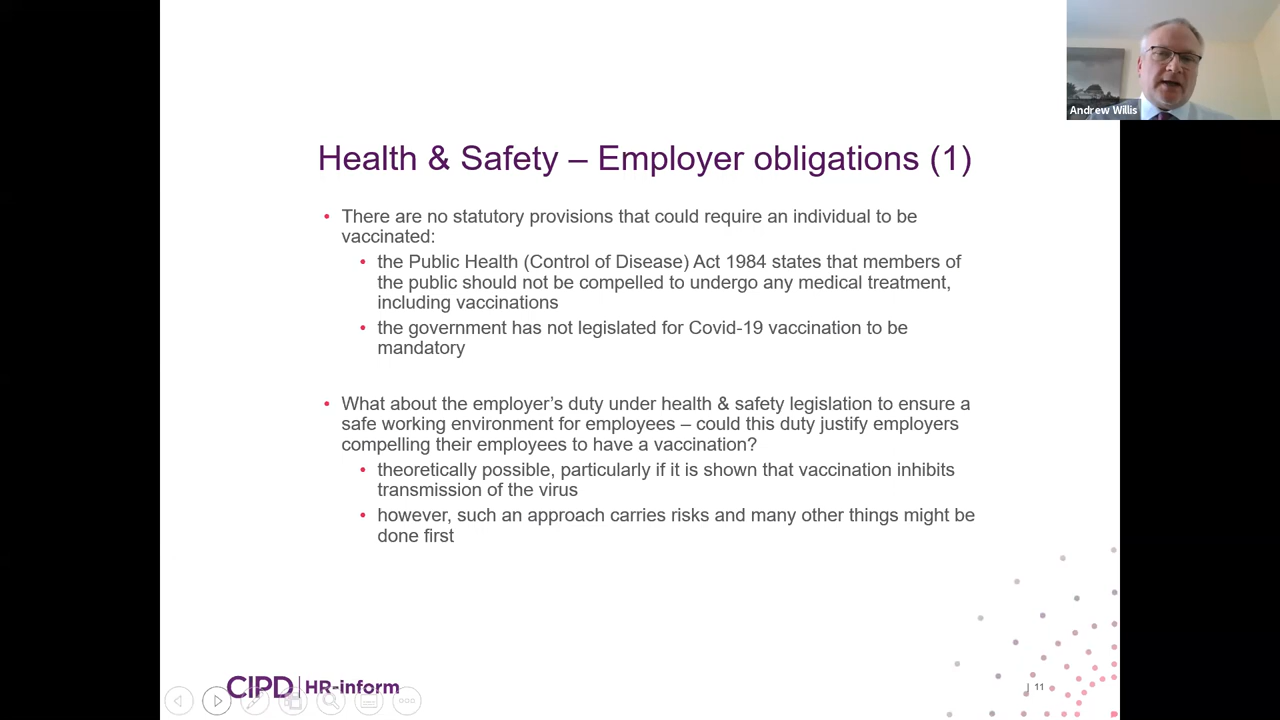 Andrew Willis
Health & Safety – Employer obligations (1)
• There are no statutory provisions that could require an individual to be
vaccinated:
• the Public Health (Control of Disease) Act 1984 states that members of
the public should not be compelled to undergo any medical treatment,
including vaccinations
• the government has not legislated for Covid-19 vaccination to be
mandatory
• What about the employer’s duty under health & safety legislation to ensure a
safe working environment for employees – could this duty justify employers
compelling their employees to have a vaccination?
• theoretically possible, particularly if it is shown that vaccination inhibits
transmission of the virus
• however, such an approach carries risks and many other things might be
done first
CIPD | HR-inform
| 11